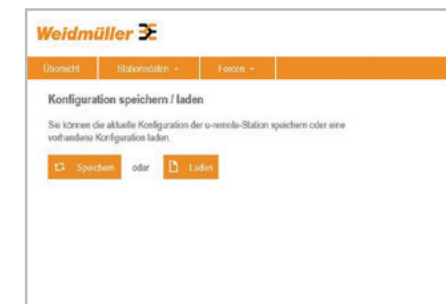 Weidmüller
Übersicht Stationsdaten Forcen
Konfiguration speichern / laden
Sie können die aktuelle Konfiguration der u-remote-Station speichern oder eine
vorhandene Konfiguration laden.
Speichern oder Laden